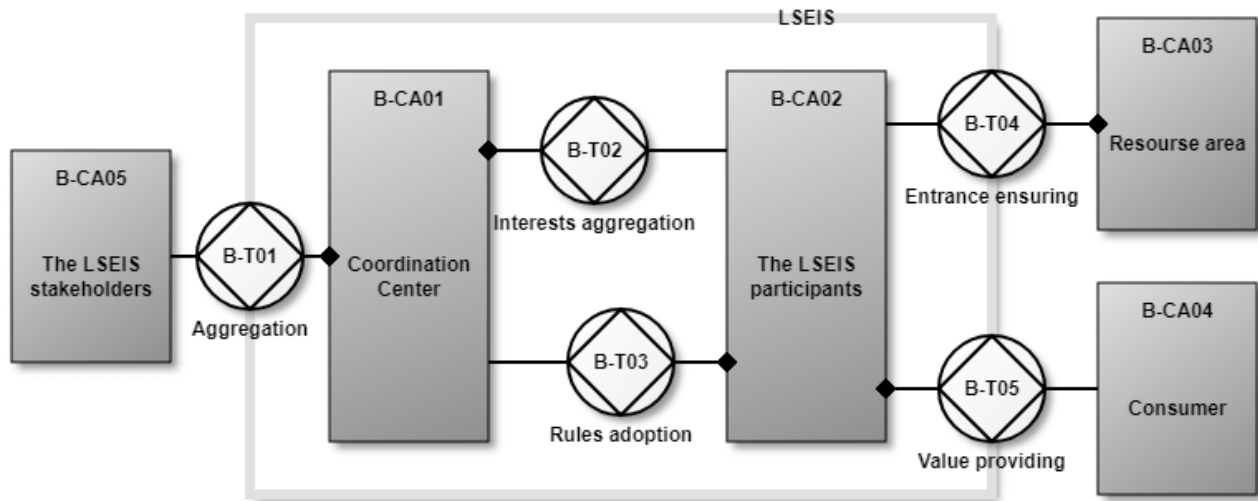 LSEIS
B-CA05
The LSEIS
stakeholders
B-T01
Aggregation
B-CA01
Coordination
Center
B-T02
Interests aggregation
B-T03
Rules adoption
B-CA02
The LSEIS
participants
B-T04
Entrance ensuring
B-T05
Value providing
B-CA03
Resourse area
B-CA04
Consumer